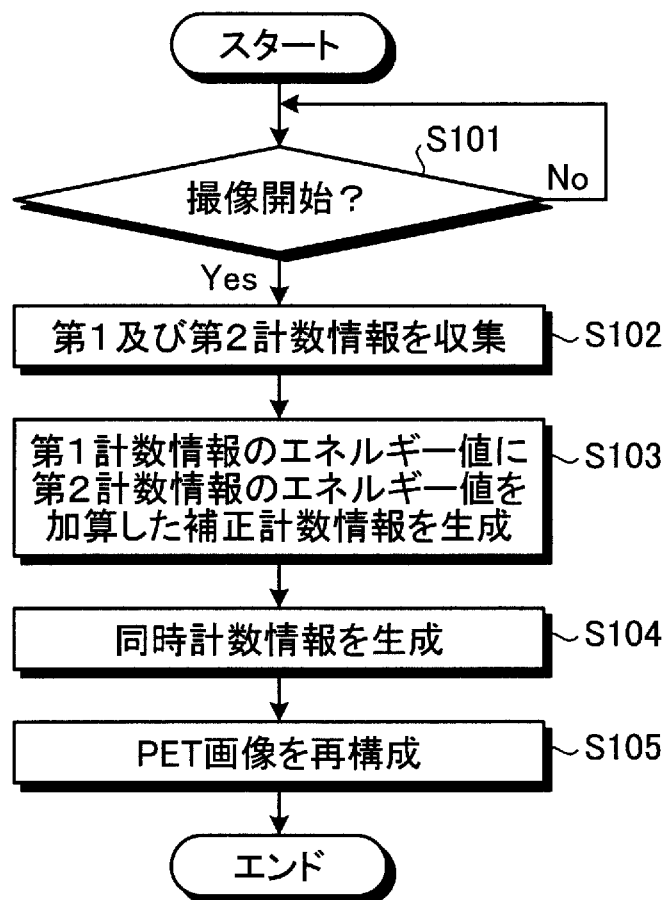 スタート
S101
撮像開始？
No
Yes
第1及び第2計数情報を収集
S102
第1計数情報のエネルギー値に
第2計数情報のエネルギー値を
加算した補正計数情報を生成
S103
同時計数情報を生成
S104
PET画像を再構成
S105
エンド